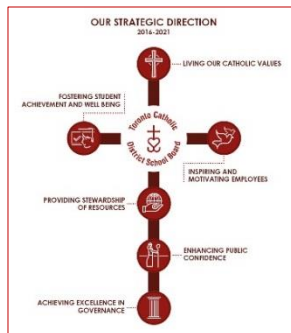 OUR STRATEGIC DIRECTION
2016-2021
LIVING OUR CATHOLIC VALUES
FOSTERING STUDENT
ACHIEVEMENT AND WELL BEING
Toronto Catholic
District School Board
INSPIRING AND
MOTIVATING EMPLOYEES
PROVIDING STEWARDSHIP
OF RESOURCES
ENHANCING PUBLIC
CONFIDENCE
ACHIEVING EXCELLENCE IN
GOVERNANCE